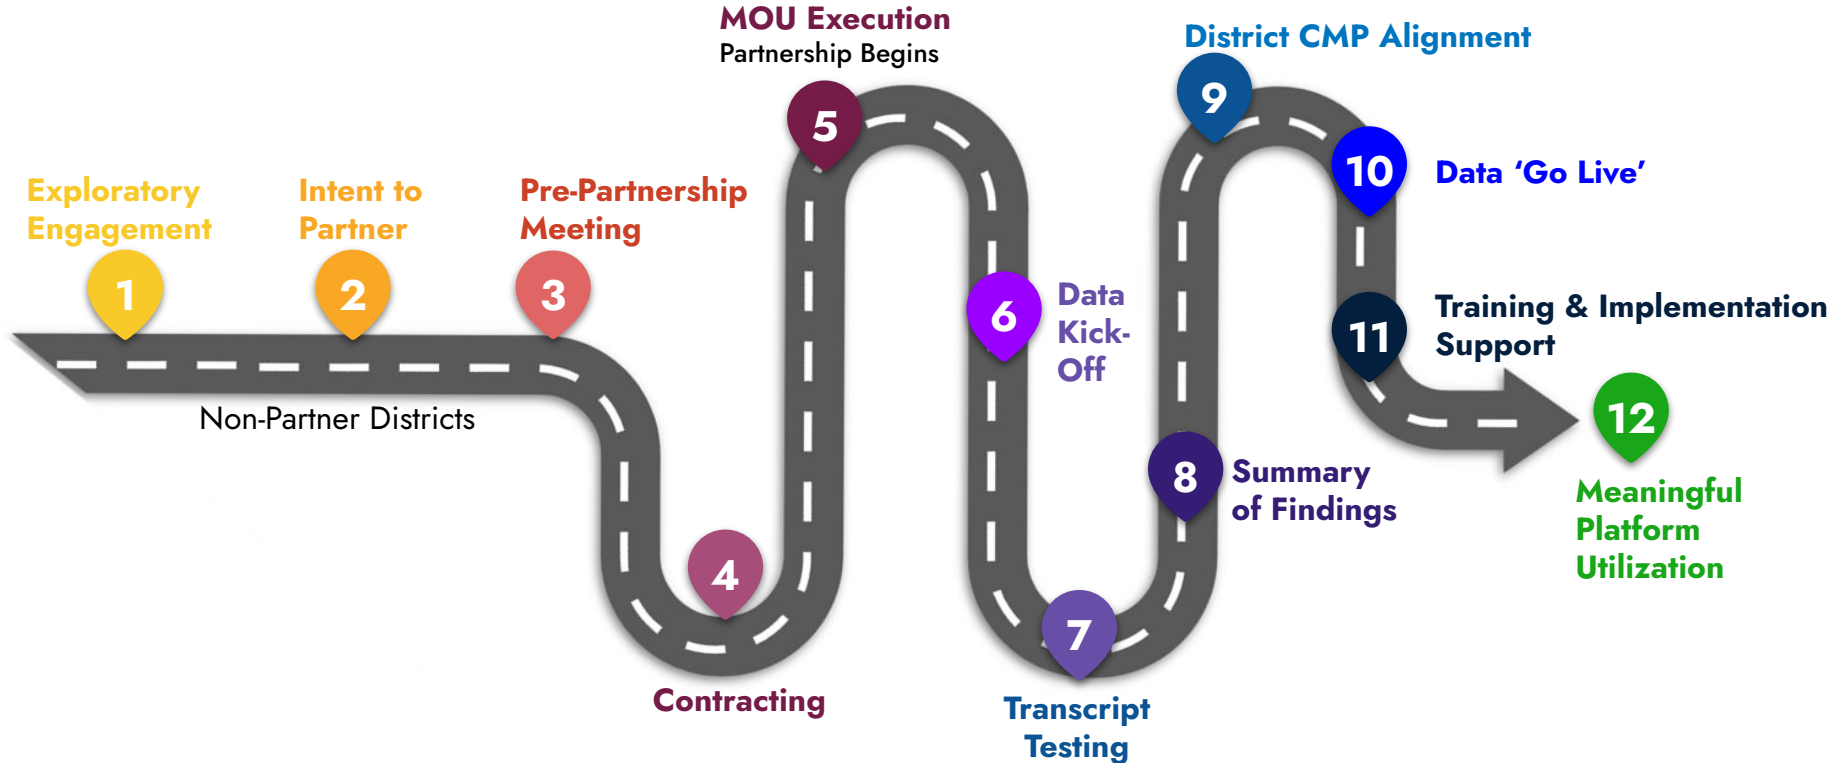 Exploratory
Engagement
1
Intent to
Partner
2
Pre-Partnership
Meeting
3
Non-Partner Districts
4
Contracting
MOU Execution
Partnership Begins
5
6
Data
Kick-
Off
7
Transcript
Testing
8
Summary
of Findings
District CMP Alignment
9
10
Data ‘Go Live’
11
Training & Implementation
Support
12
Meaningful
Platform
Utilization